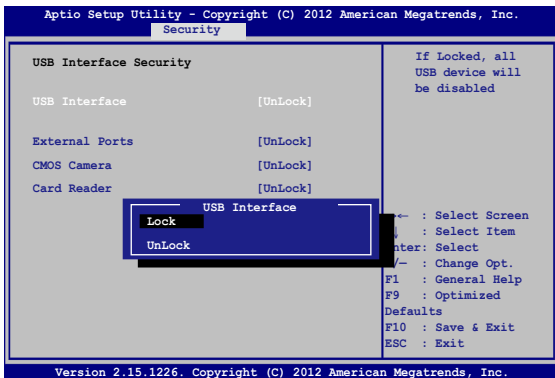 Aptio Setup Utility - Copyright (C) 2012 American Megatrends, Inc.
Security
USB Interface Security
USB Interface [UnLock]
External Ports [UnLock]
CMOS Camera [UnLock]
Card Reader [UnLock]
USB Interface
Lock
UnLock
If Locked, all
USB device will
be disabled
→← : Select Screen
: Select Item
nter: Select
/— : Change Opt.
F1 : General Help
F9 : Optimized
Defaults
F10 : Save & Exit
ESC : Exit
Version 2.15.1226. Copyright (C) 2012 American Megatrends, Inc.